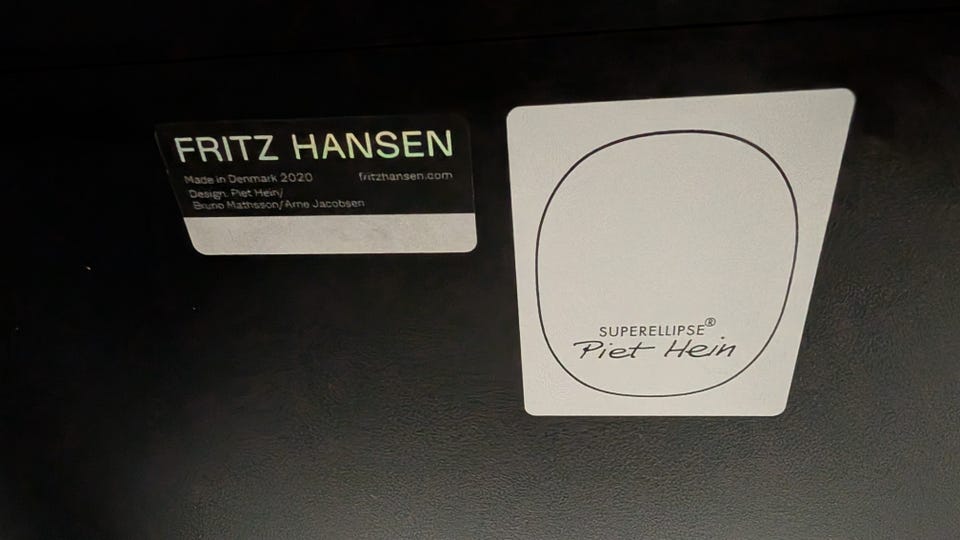 FRITZ HANSEN
Made in Denmark 2020 fritzhansen.com
Design: Piet Hein/
Bruno Mathsson/Arne Jacobsen
SUPERELLIPSE®
Piet Hein